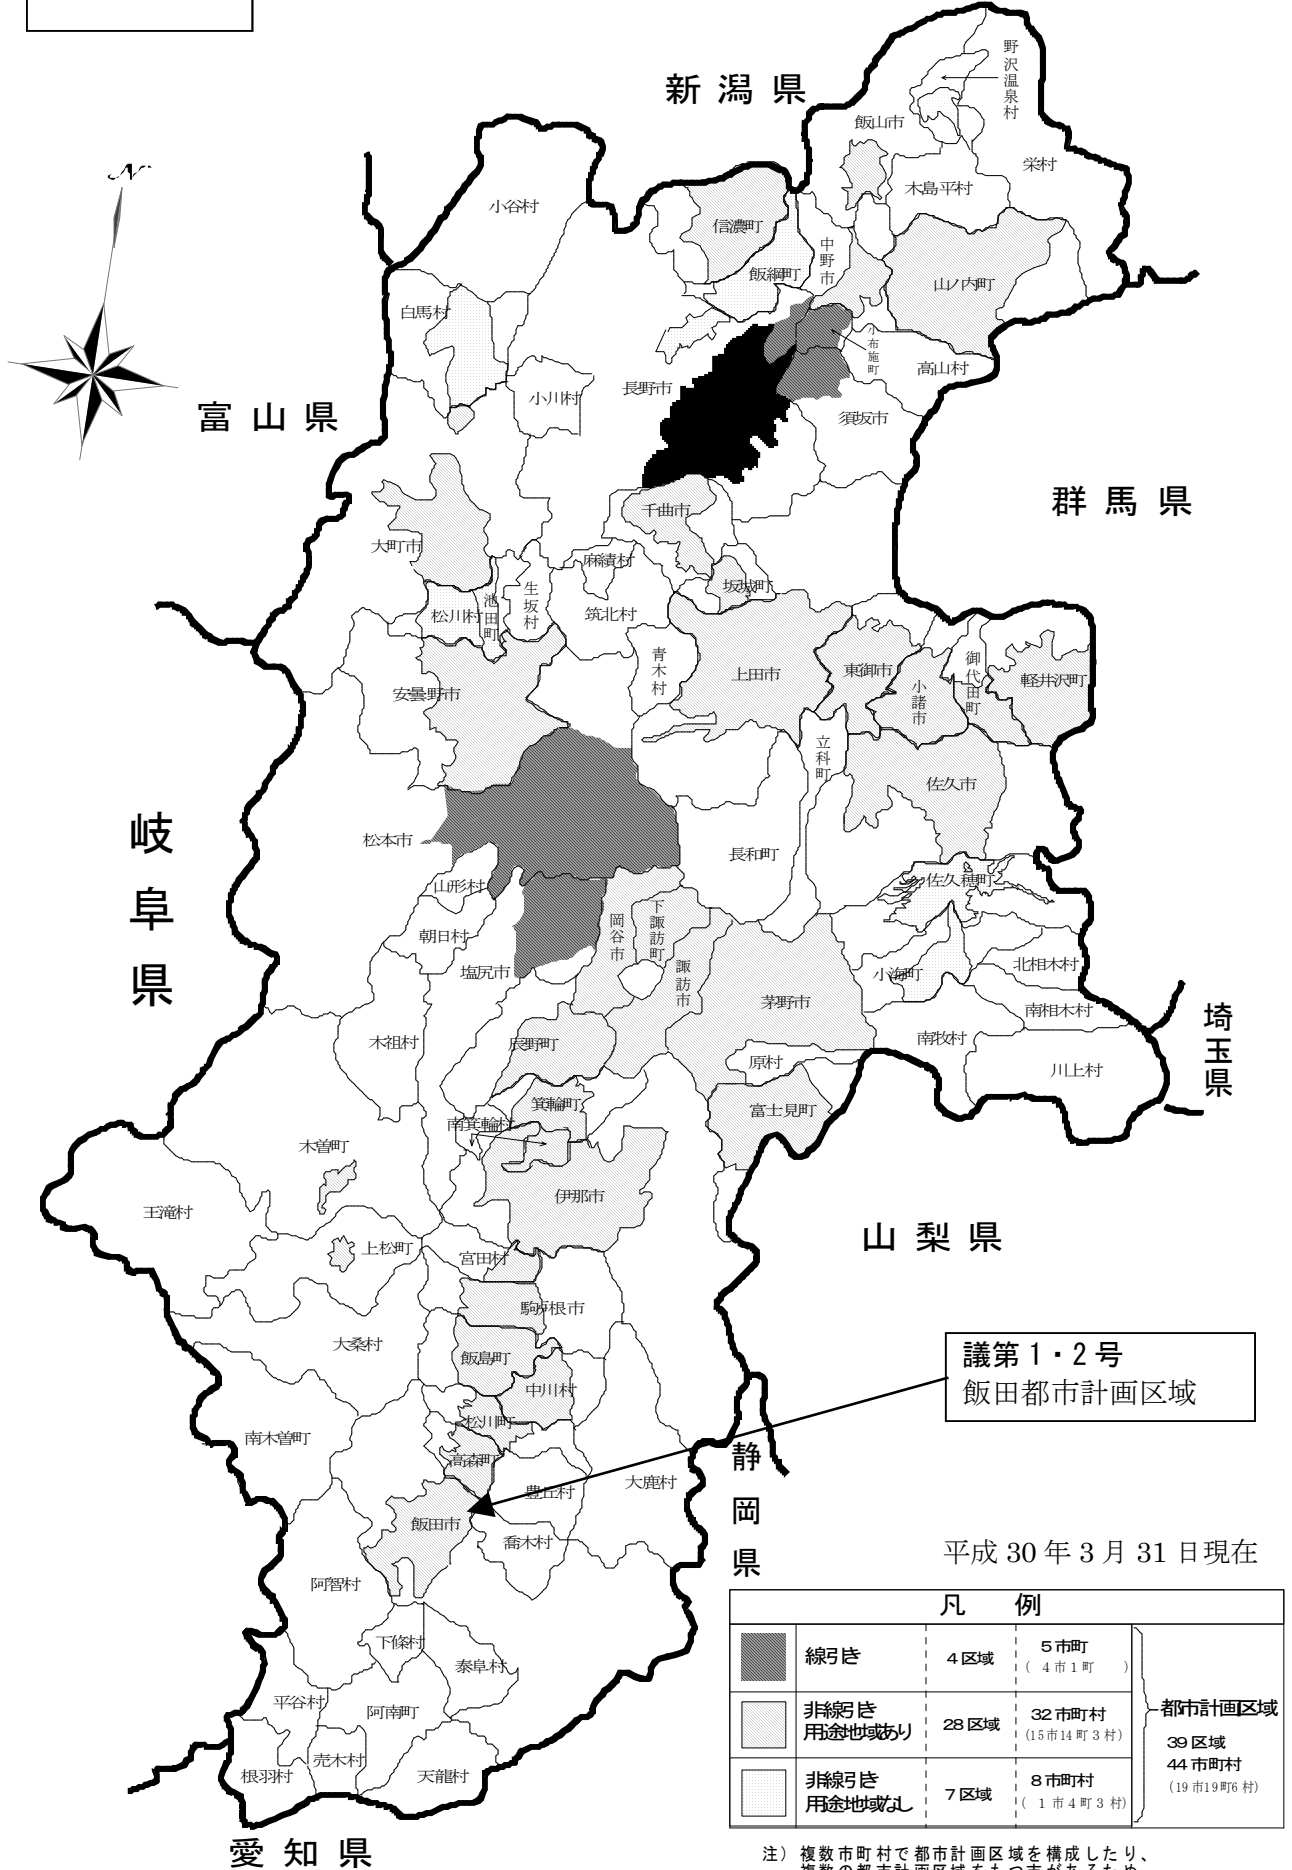 新潟県
野沢温泉村
飯山市
栄村
木島平村
小谷村
信濃町
中野市
飯綱町
山ノ内町
白馬村
小布施町
高山村
長野市
小川村
須坂市
富山県
群馬県
千曲市
大町市
麻績村
坂城町
生坂村
池田町
松川村
筑北村
青木村
上田市
東御市
御代田町
軽井沢町
小諸市
安曇野市
立科町
佐久市
岐阜県
松本市
長和町
山形村
佐久穂町
朝日村
岡谷市
下諏訪町
諏訪市
塩尻市
小海町
北相木村
茅野市
南相木村
埼玉県
木祖村
辰野町
原村
南牧村
川上村
箕輪町
富士見町
南箕輪村
木曽町
伊那市
王滝村
山梨県
上松町
宮田村
駒ヶ根市
大桑村
飯島町
議第1・2号
飯田都市計画区域
中川村
松川町
南木曽町
高森町
静岡県
大鹿村
豊丘村
飯田市
喬木村
平成30年3月31日現在
阿智村
凡 例
線引き 4区域 5市町
( 4市1町 )
非線引き
用途地域あり 28区域 32市町村
(15市14町3村)
非線引き
用途地域なし 7区域 8市町村
( 1市4町3村)
都市計画区域
39区域
44市町村
(19市19町6村)
下條村
泰阜村
平谷村
阿南町
売木村
根羽村
天龍村
愛知県
注) 複数市町村で都市計画区域を構成したり、